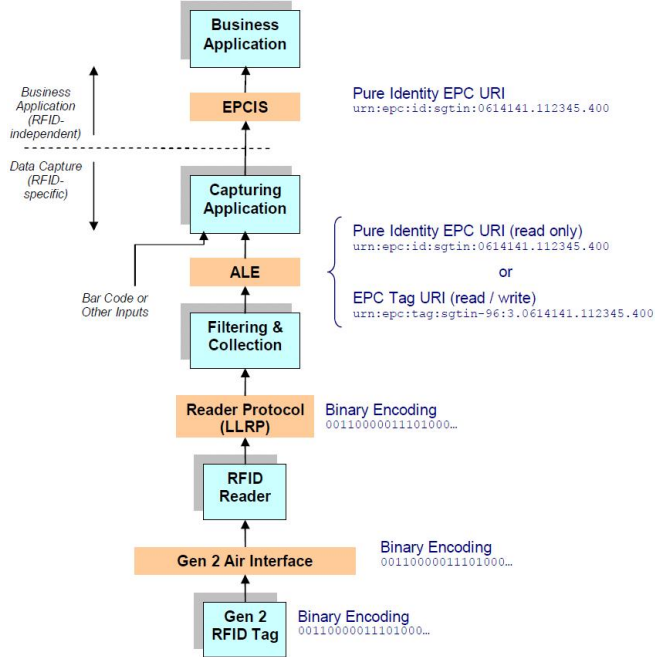 Business
Application
Business
Application
(RFID-
independent)
EPCIS
Pure Identity EPC URI
urn:epc:id:sgtin:0614141.112345.400
Data Capture
(RFID-
specific)
Capturing
Application
Pure Identity EPC URI (read only)
urn:epc:id:sgtin:0614141.112345.400
or
ALE
EPC Tag URI (read / write)
urn:epc:tag:sgtin-96:3.0614141.112345.400
Bar Code or
Other Inputs
Filtering &
Collection
Reader Protocol
(LLRP)
Binary Encoding
00110000011101000…
RFID
Reader
Gen 2 Air Interface
Binary Encoding
00110000011101000…
Gen 2
RFID Tag
Binary Encoding
00110000011101000…